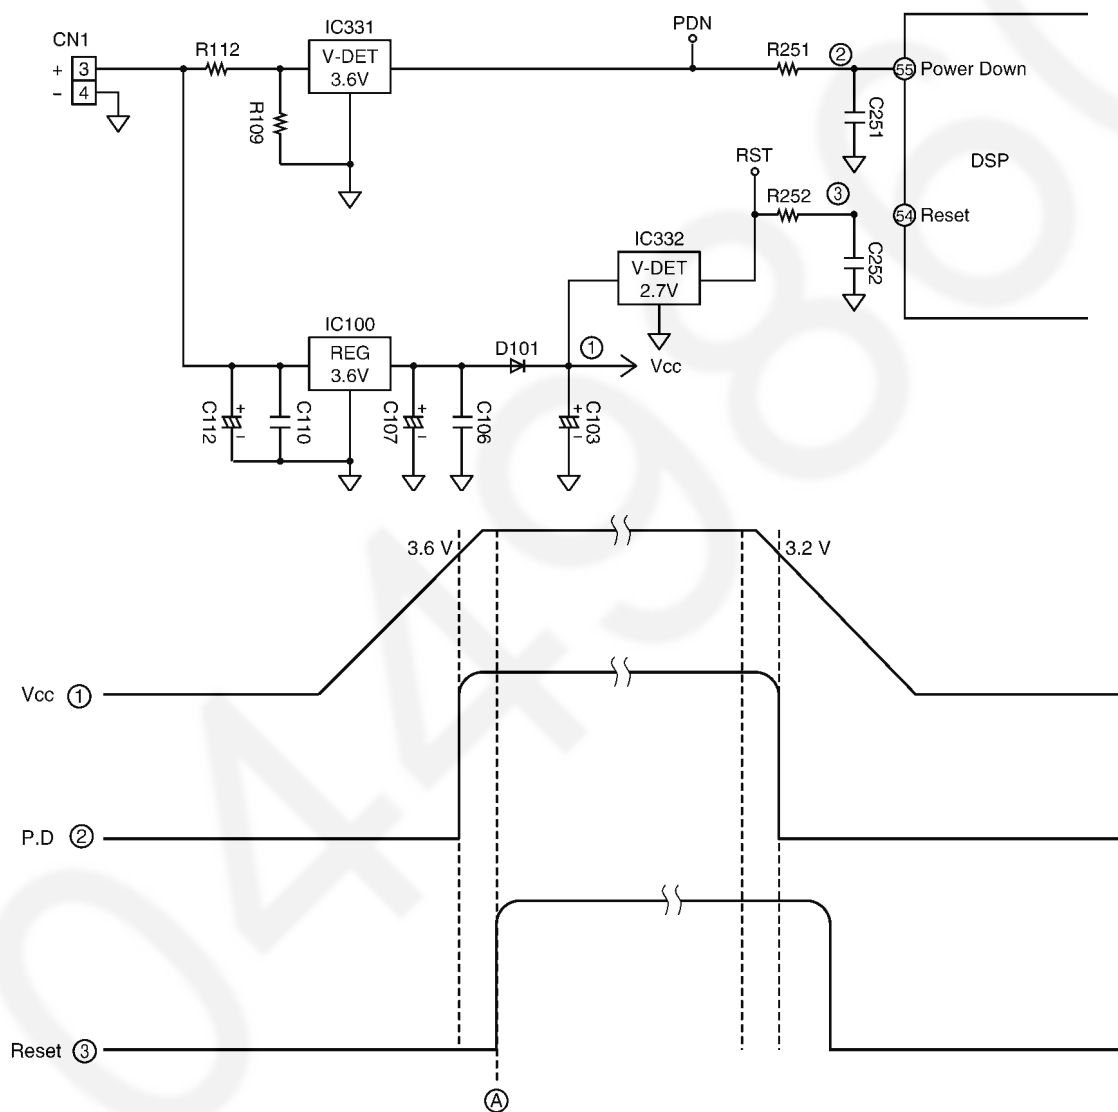 CN1
+ 3
− 4
R112
IC331
V-DET
3.6V
R109
PDN
R251
②
55 Power Down
C251
DSP
RST
R252
③
54 Reset
C252
IC332
V-DET
2.7V
IC100
REG
3.6V
D101
①
Vcc
C112
+
−
C110
C107
+
−
C106
C103
+
−
3.6 V
3.2 V
Vcc ①
P.D ②
Reset ③
Ⓐ